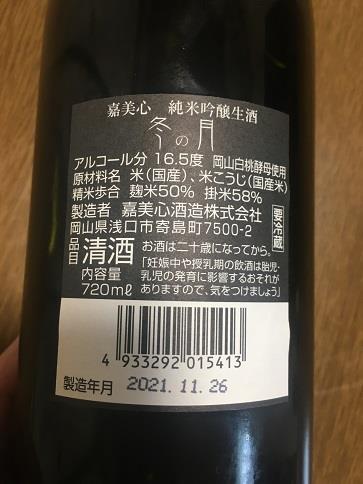 嘉美心 純米吟醸生酒
冬の月
アルコール分 16.5度 岡山白桃酵母使用
原材料名 米(国産)、米こうじ(国産米)
精米歩合 麹米50% 掛米58%
製造者 嘉美心酒造株式会社
岡山県浅口市寄島町7500-2
要冷蔵
品目 清酒
お酒は二十歳になってから。
「妊娠中や授乳期の飲酒は胎児・
乳児の発育に影響するおそれが
ありますので、気をつけましょう」
内容量
720mℓ
4 933292 015413
製造年月 2021.11.26